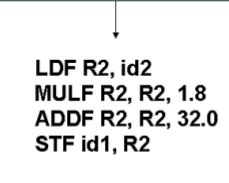 LDF R2, id2
MULF R2, R2, 1.8
ADDF R2, R2, 32.0
STF id1, R2